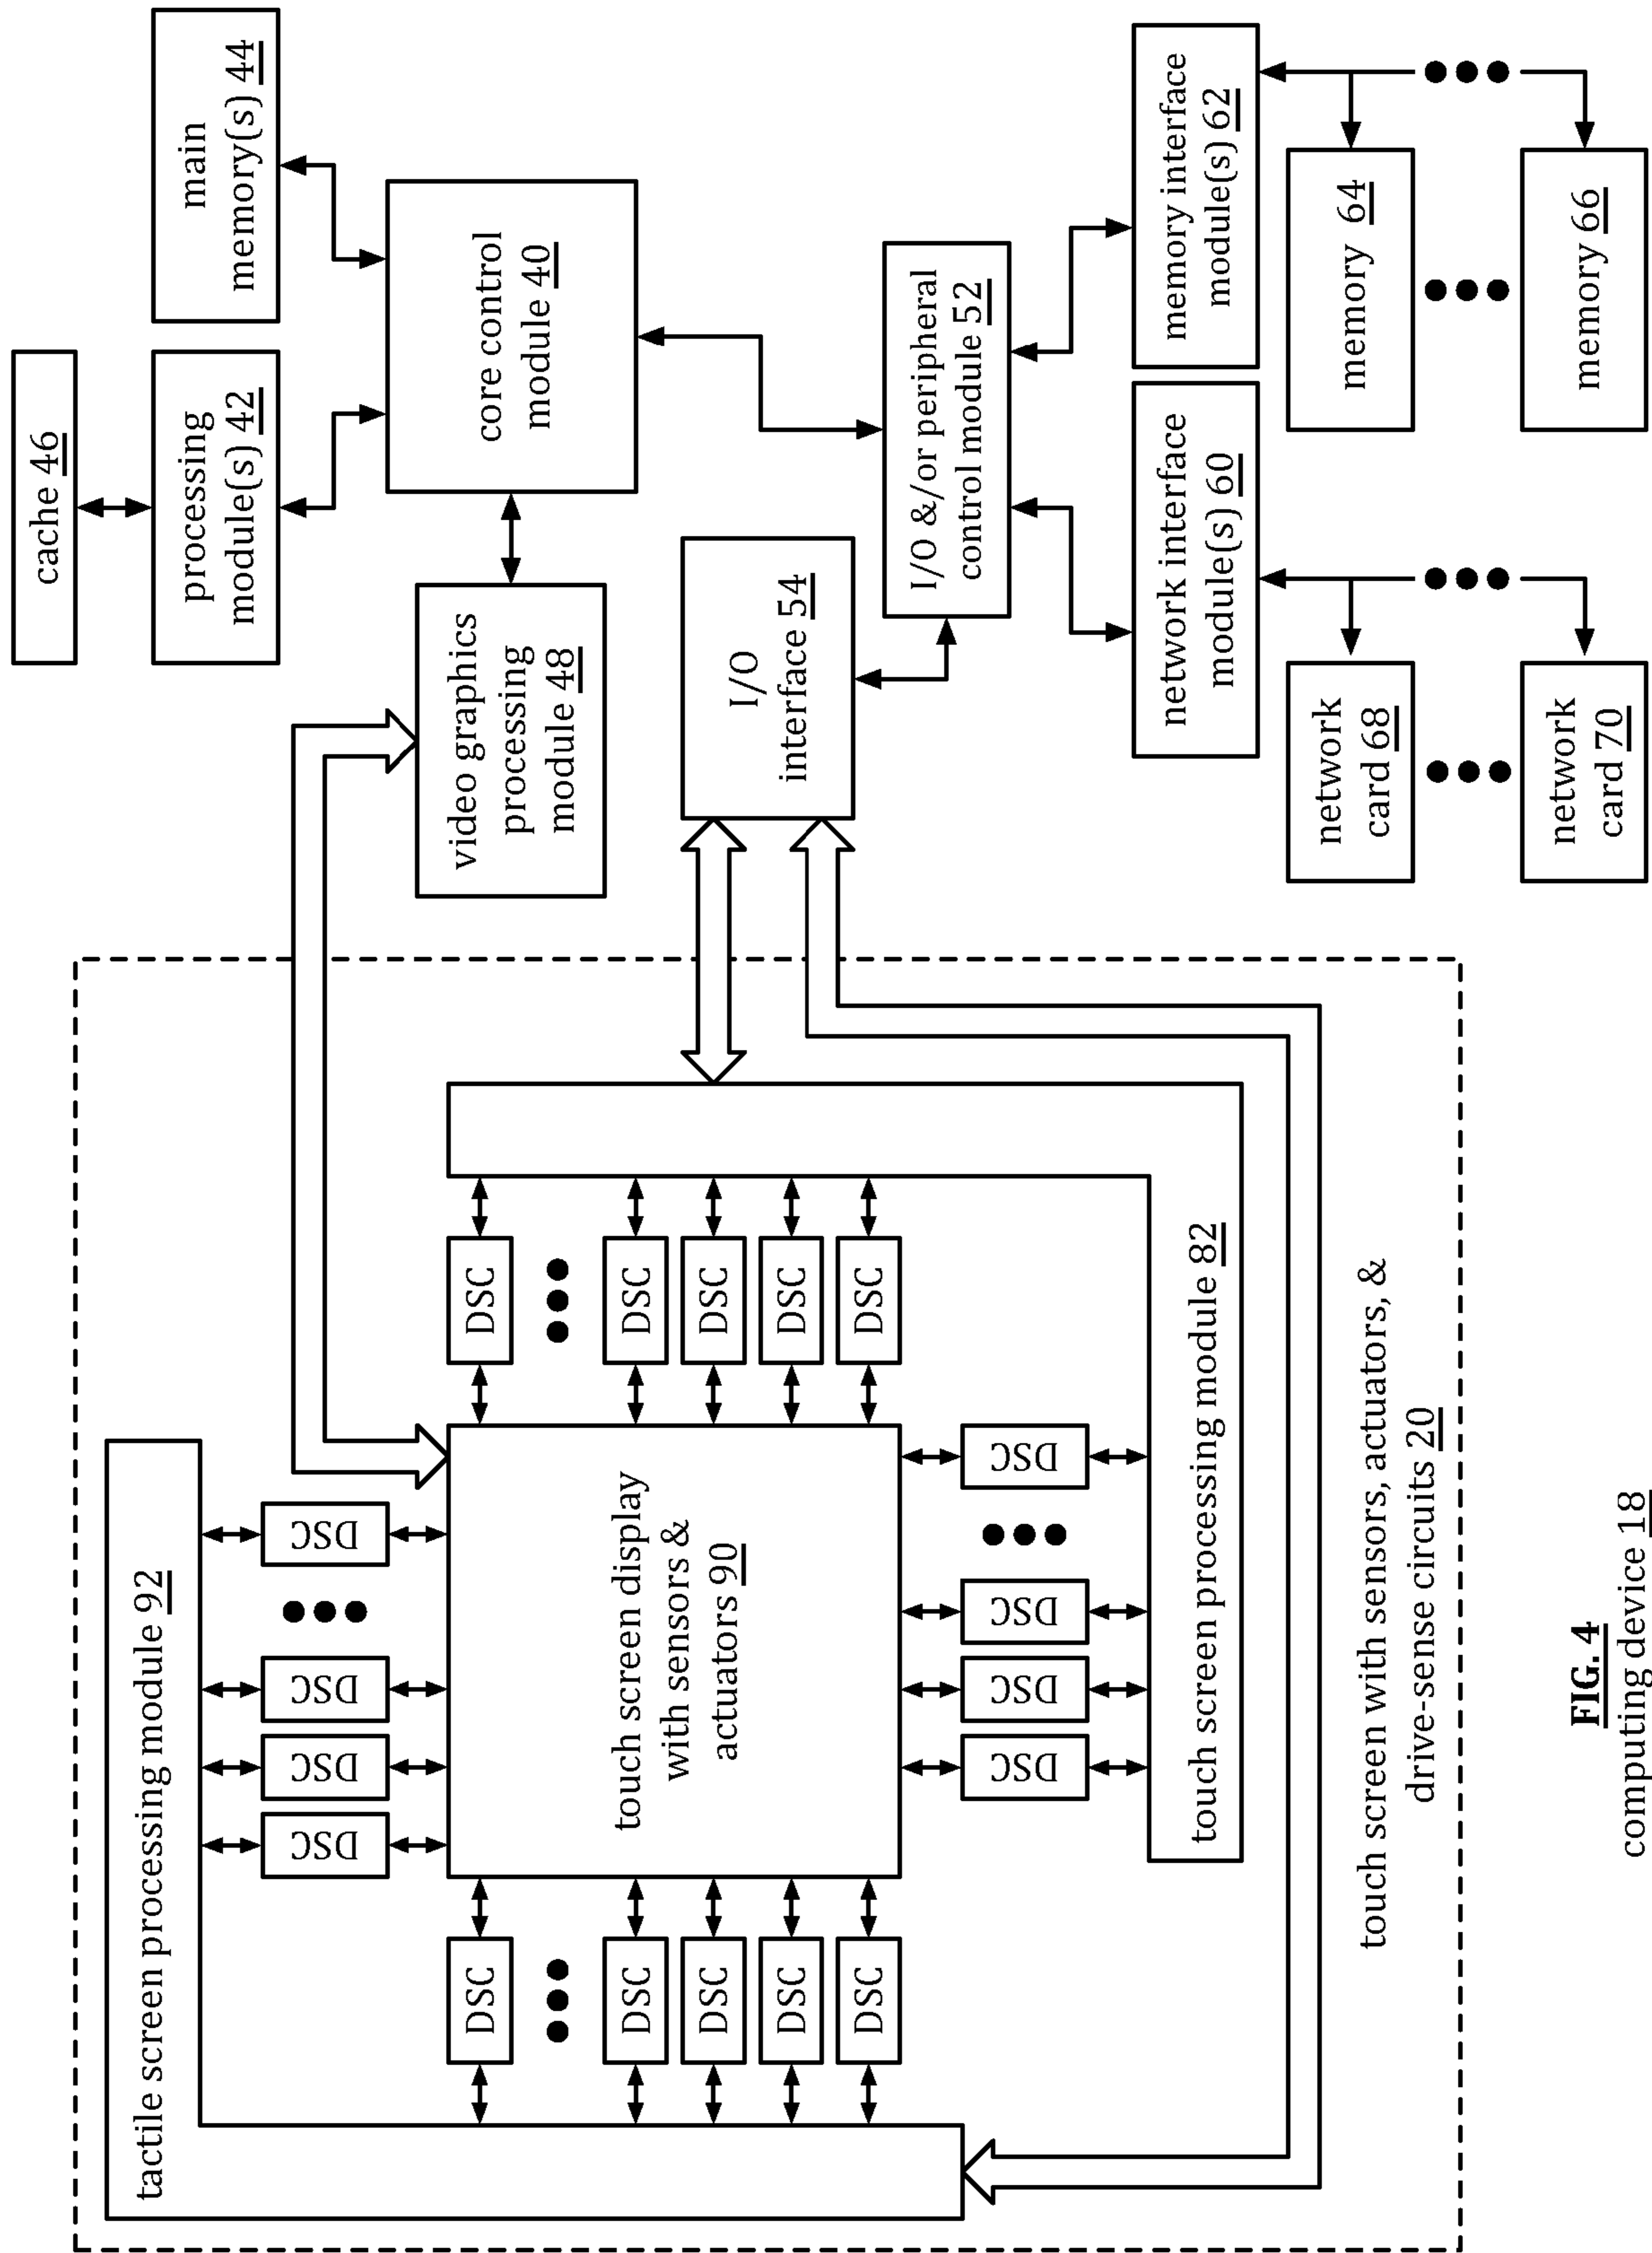 cache 46
processing
module(s) 42
main
memory(s) 44
core control
module 40
video graphics
processing
module 48
I/O
interface 54
I/O &/or peripheral
control module 52
network interface
module(s) 60
memory interface
module(s) 62
network
card 68
network
card 70
memory 64
memory 66
tactile screen processing module 92
DSC
DSC
DSC
DSC
DSC
DSC
DSC
DSC
DSC
touch screen display
with sensors &
actuators 90
DSC
DSC
DSC
DSC
DSC
DSC
DSC
DSC
DSC
touch screen processing module 82
touch screen with sensors, actuators, &
drive-sense circuits 20
FIG. 4
computing device 18